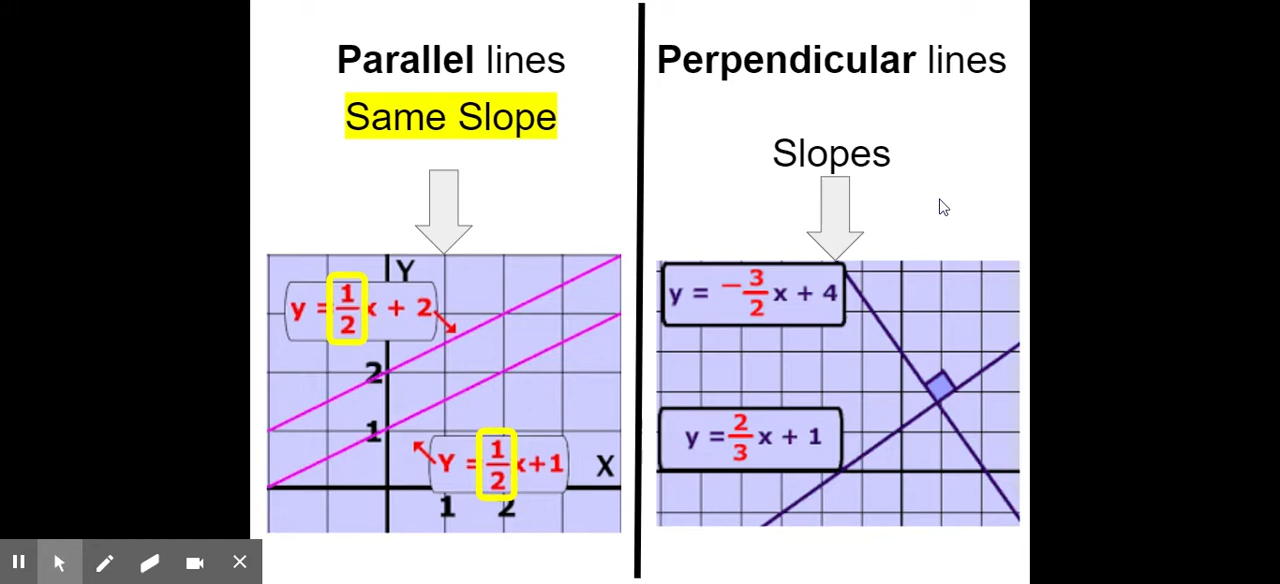 Parallel lines
Same Slope
Y
y = 1/2 x + 2
2
1
Y = 1/2 x+1
X
1 2
Perpendicular lines
Slopes
y = -3/2 x + 4
y = 2/3 x + 1